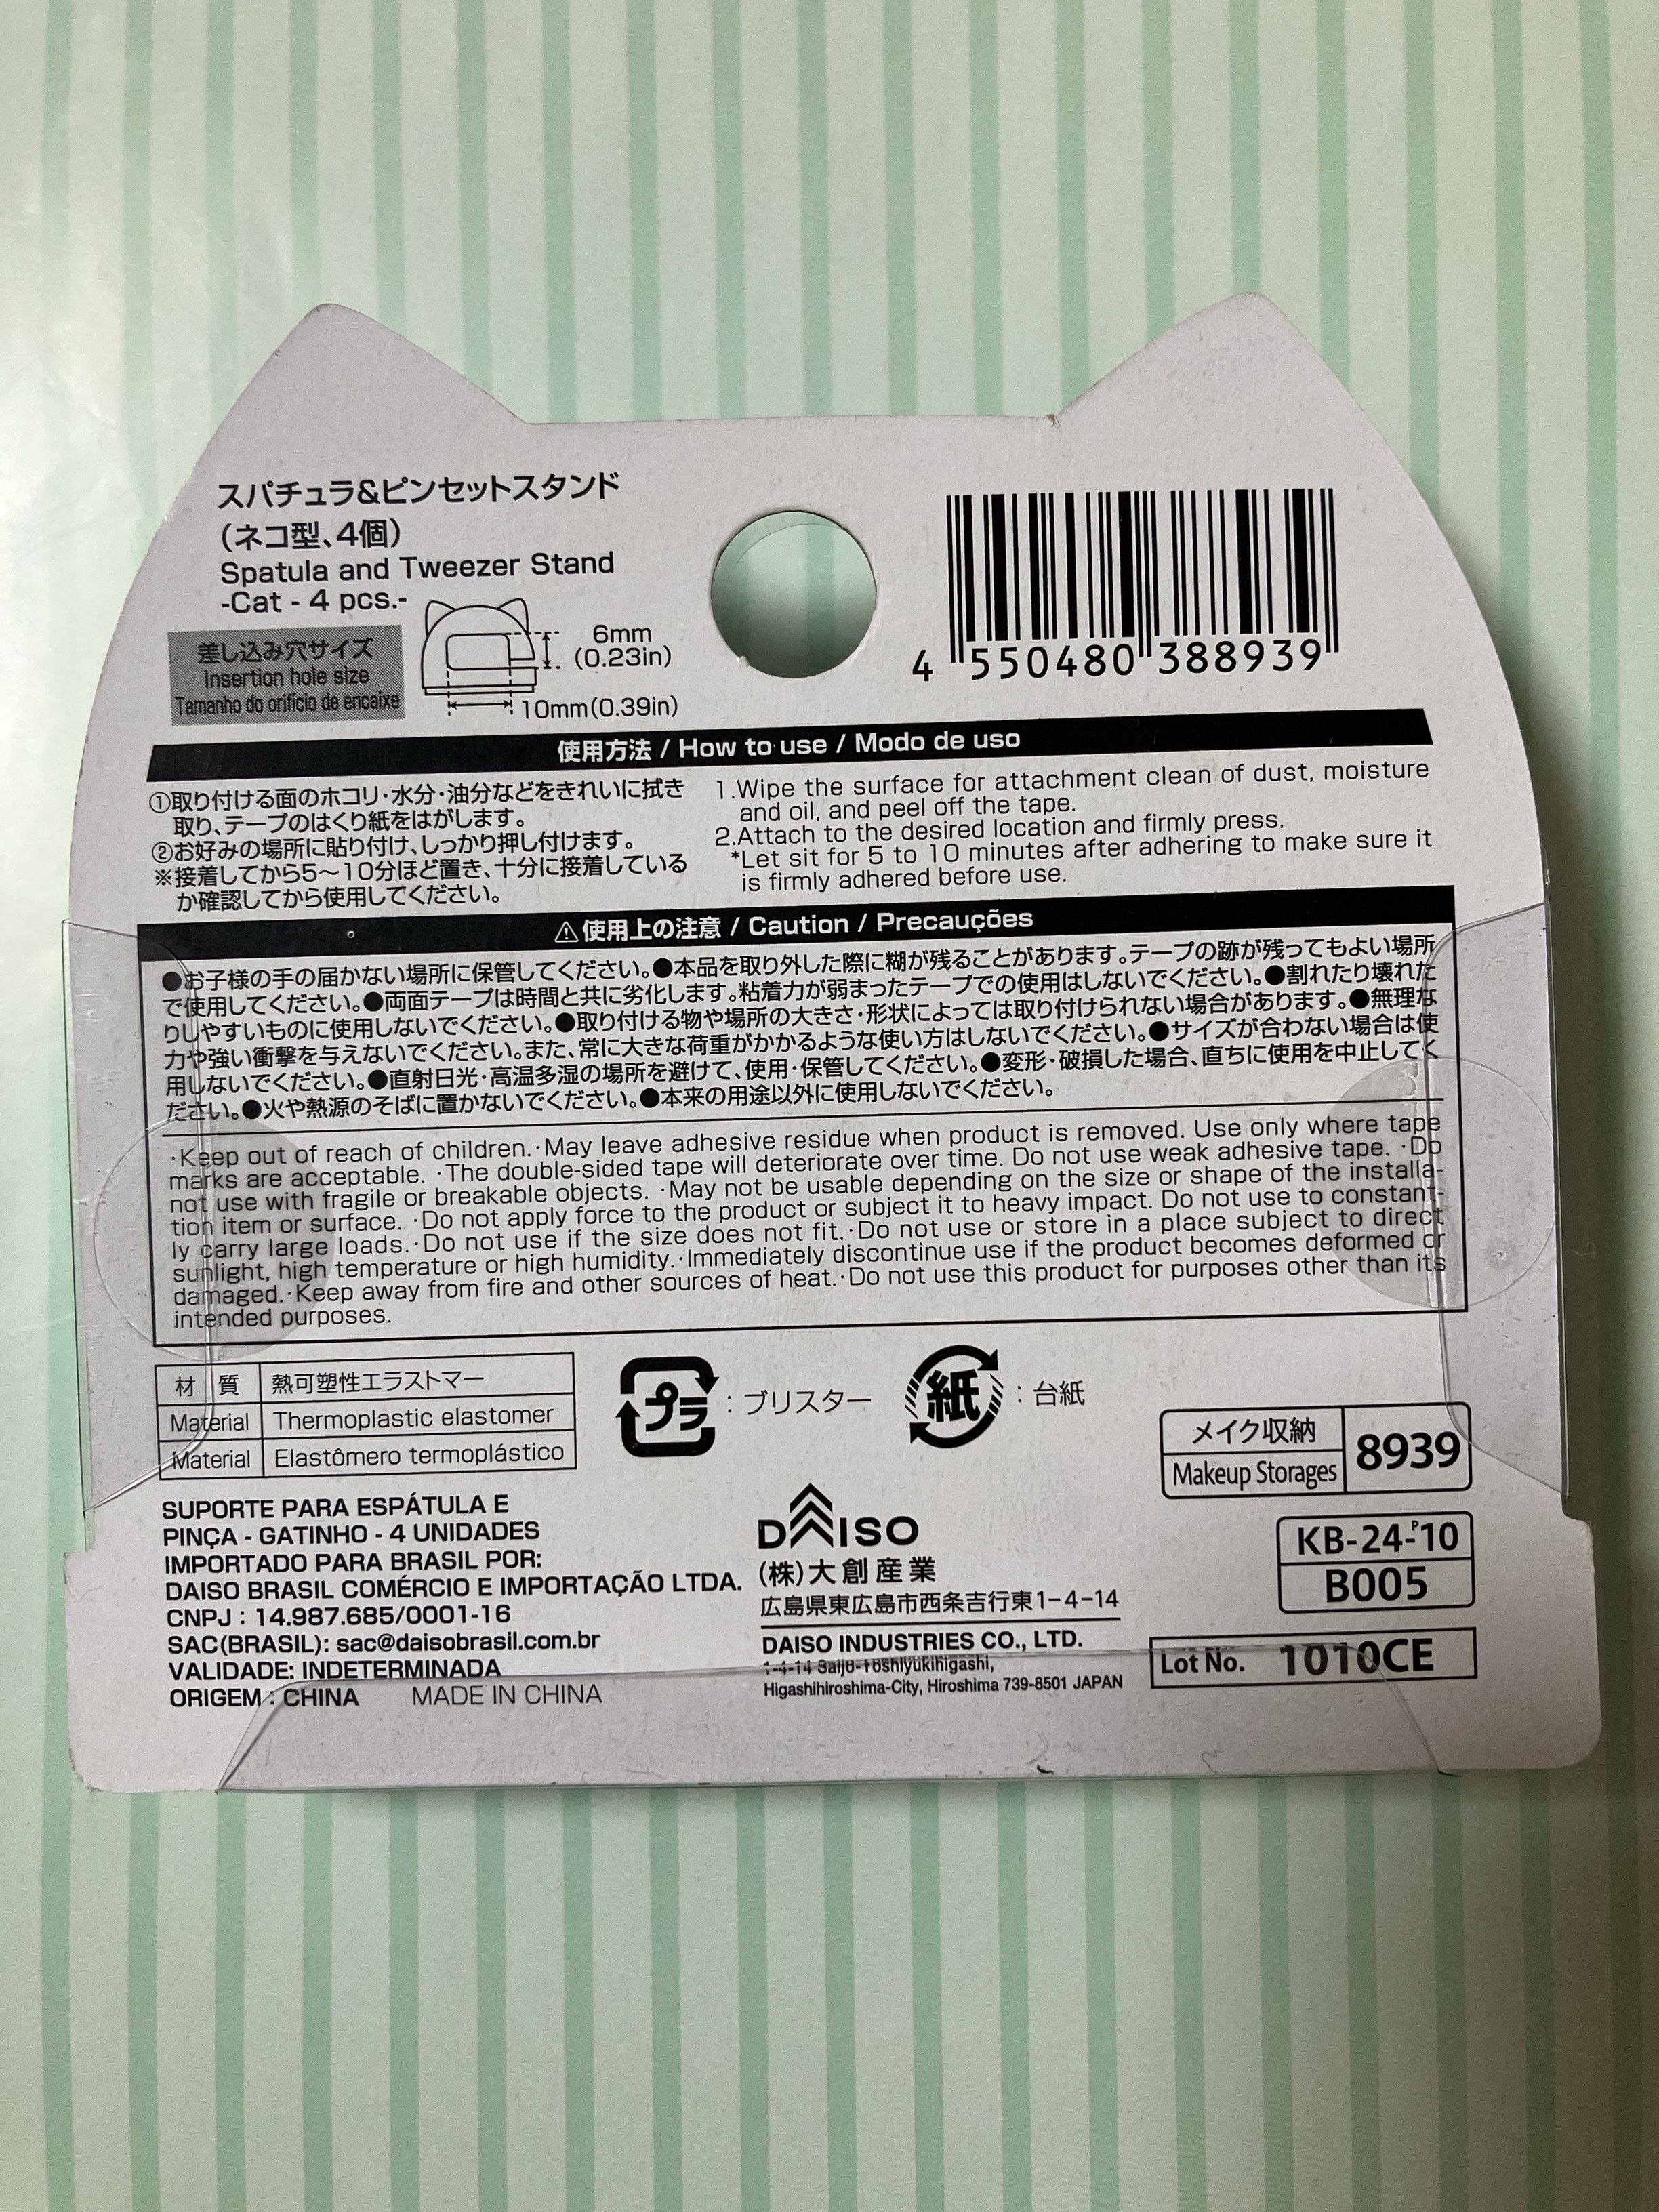 スパチュラ&ピンセットスタンド
(ネコ型、4個)
Spatula and Tweezer Stand
-Cat - 4 pcs.-
差し込み穴サイズ
Insertion hole size
Tamanho do orifício de encaixe
6mm
(0.23in)
10mm(0.39in)
4 550480 388939
使用方法 / How to use / Modo de uso
①取り付ける面のホコリ・水分・油分などをきれいに拭き
取り、テープのはくり紙をはがします。
②お好みの場所に貼り付け、しっかり押し付けます。
※接着してから5〜10分ほど置き、十分に接着している
か確認してから使用してください。
1.Wipe the surface for attachment clean of dust, moisture
and oil, and peel off the tape.
2.Attach to the desired location and firmly press.
*Let sit for 5 to 10 minutes after adhering to make sure it
is firmly adhered before use.
⚠使用上の注意 / Caution / Precauções
●お子様の手の届かない場所に保管してください。●本品を取り外した際に糊が残ることがあります。テープの跡が残ってもよい場所
で使用してください。●両面テープは時間と共に劣化します。粘着力が弱まったテープでの使用はしないでください。●割れたり壊れた
りしやすいものに使用しないでください。●取り付ける物や場所の大きさ・形状によっては取り付けられない場合があります。●無理な
力や強い衝撃を与えないでください。また、常に大きな荷重がかかるような使い方はしないでください。●サイズが合わない場合は使
用しないでください。●直射日光・高温多湿の場所を避けて、使用・保管してください。●変形・破損した場合、直ちに使用を中止してく
ださい。●火や熱源のそばに置かないでください。●本来の用途以外に使用しないでください。
·Keep out of reach of children.·May leave adhesive residue when product is removed. Use only where tape
marks are acceptable. ·The double-sided tape will deteriorate over time. Do not use weak adhesive tape. ·Do
not use with fragile or breakable objects. ·May not be usable depending on the size or shape of the installa-
tion item or surface. ·Do not apply force to the product or subject it to heavy impact. Do not use to constant-
ly carry large loads.·Do not use if the size does not fit.·Do not use or store in a place subject to direct
sunlight, high temperature or high humidity.·Immediately discontinue use if the product becomes deformed or
damaged.·Keep away from fire and other sources of heat.·Do not use this product for purposes other than its
intended purposes.
材 質 熱可塑性エラストマー
Material Thermoplastic elastomer
Material Elastômero termoplástico
プラ : ブリスター
紙 : 台紙
メイク収納
Makeup Storages
8939
SUPORTE PARA ESPÁTULA E
PINÇA - GATINHO - 4 UNIDADES
IMPORTADO PARA BRASIL POR:
DAISO BRASIL COMÉRCIO E IMPORTAÇÃO LTDA.
CNPJ : 14.987.685/0001-16
SAC(BRASIL): sac@daisobrasil.com.br
VALIDADE: INDETERMINADA
ORIGEM : CHINA MADE IN CHINA
DAISO
(株)大創産業
広島県東広島市西条吉行東1-4-14
DAISO INDUSTRIES CO., LTD.
1-4-14 Saijo-Yoshiyukihigashi,
Higashihiroshima-City, Hiroshima 739-8501 JAPAN
KB-24-P10
B005
Lot No. 1010CE